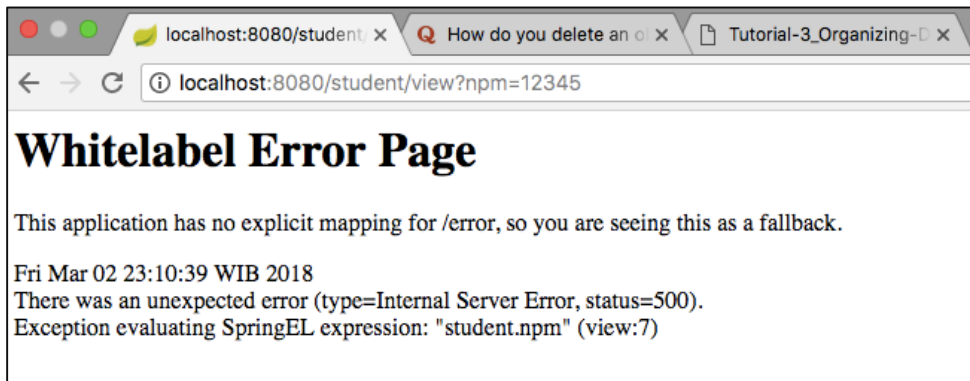 localhost:8080/student
How do you delete an o
Tutorial-3_Organizing-D
localhost:8080/student/view?npm=12345
Whitelabel Error Page
This application has no explicit mapping for /error, so you are seeing this as a fallback.
Fri Mar 02 23:10:39 WIB 2018
There was an unexpected error (type=Internal Server Error, status=500).
Exception evaluating SpringEL expression: "student.npm" (view:7)